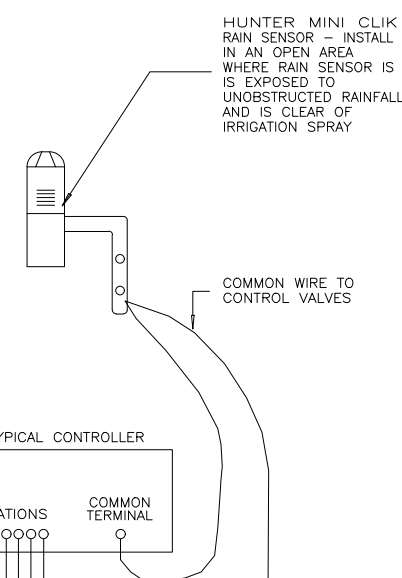 HUNTER MINI CLIK
RAIN SENSOR – INSTALL
IN AN OPEN AREA
WHERE RAIN SENSOR IS
IS EXPOSED TO
UNOBSTRUCTED RAINFALL
AND IS CLEAR OF
IRRIGATION SPRAY
COMMON WIRE TO
CONTROL VALVES
YPICAL CONTROLLER
ATIONS
COMMON
TERMINAL